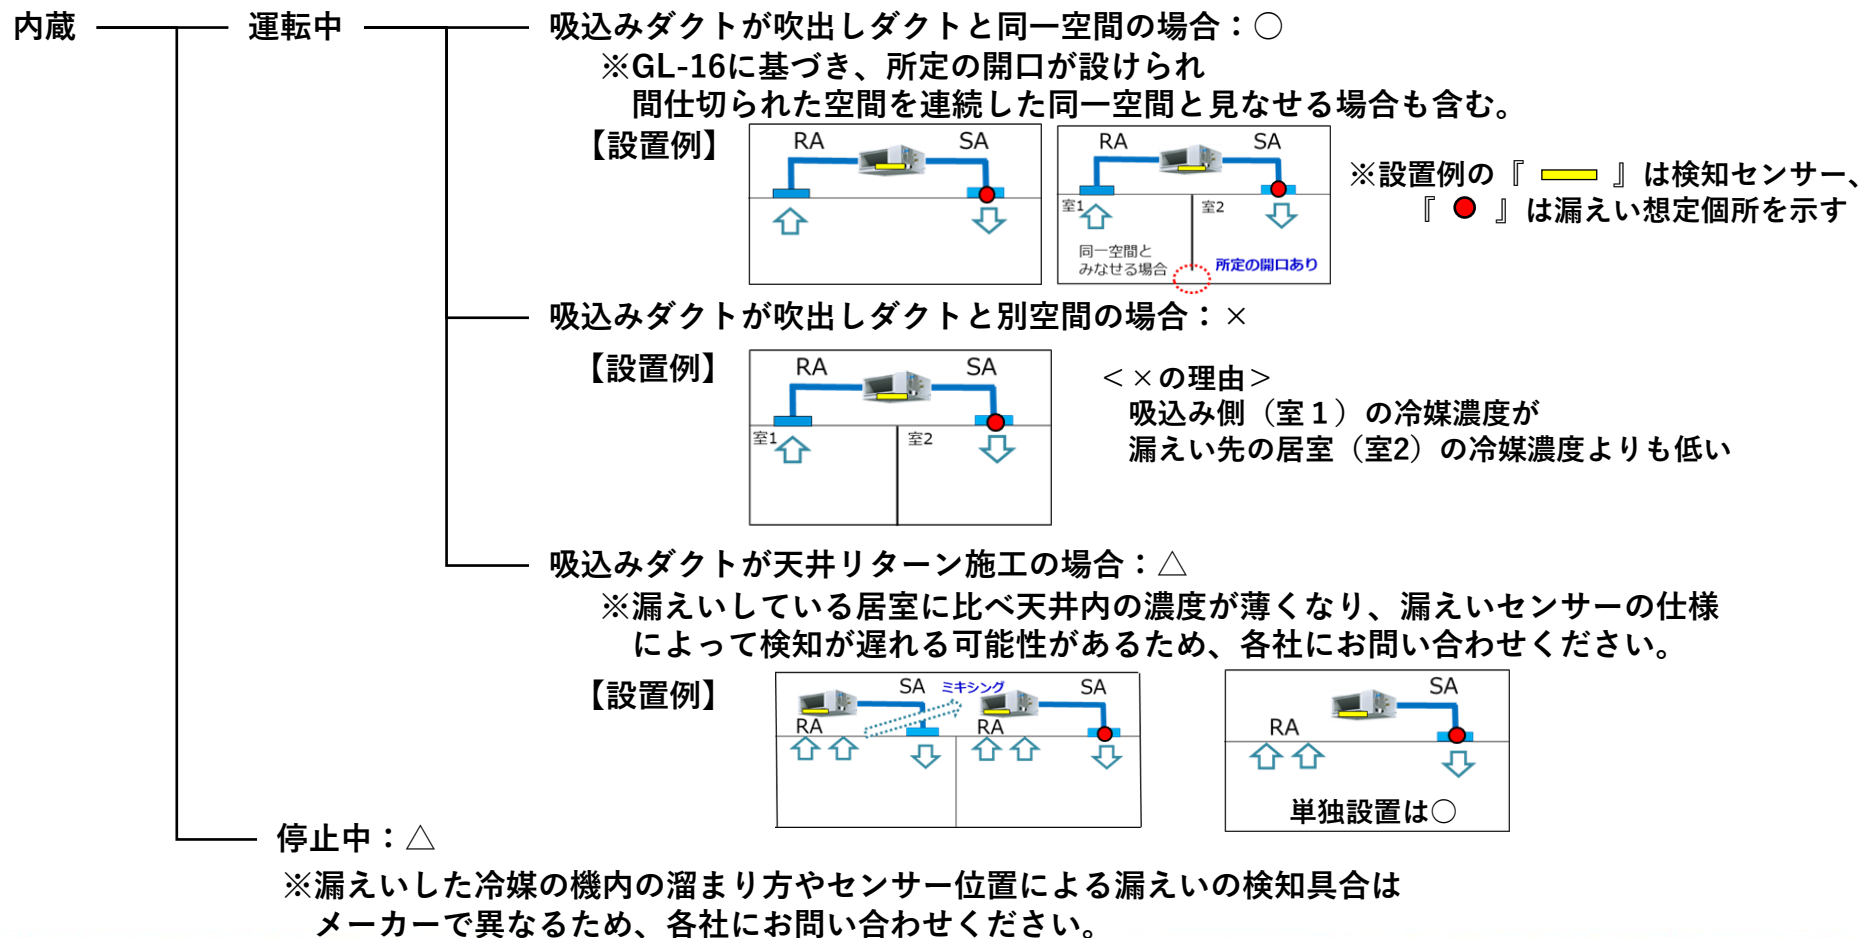 内蔵
運転中
吸込みダクトが吹出しダクトと同一空間の場合：○
※GL-16に基づき、所定の開口が設けられ
間仕切られた空間を連続した同一空間と見なせる場合も含む。
【設置例】
RA
SA
RA
SA
室1
室2
同一空間と
みなせる場合
所定の開口あり
※設置例の『 』は検知センサー、
『 』は漏えい想定個所を示す
吸込みダクトが吹出しダクトと別空間の場合：×
【設置例】
RA
SA
室1
室2
＜×の理由＞
吸込み側（室１）の冷媒濃度が
漏えい先の居室（室2）の冷媒濃度よりも低い
吸込みダクトが天井リターン施工の場合：△
※漏えいしている居室に比べ天井内の濃度が薄くなり、漏えいセンサーの仕様
によって検知が遅れる可能性があるため、各社にお問い合わせください。
【設置例】
SA
ミキシング
SA
RA
RA
SA
RA
単独設置は○
停止中：△
※漏えいした冷媒の機内の溜まり方やセンサー位置による漏えいの検知具合は
メーカーで異なるため、各社にお問い合わせください。